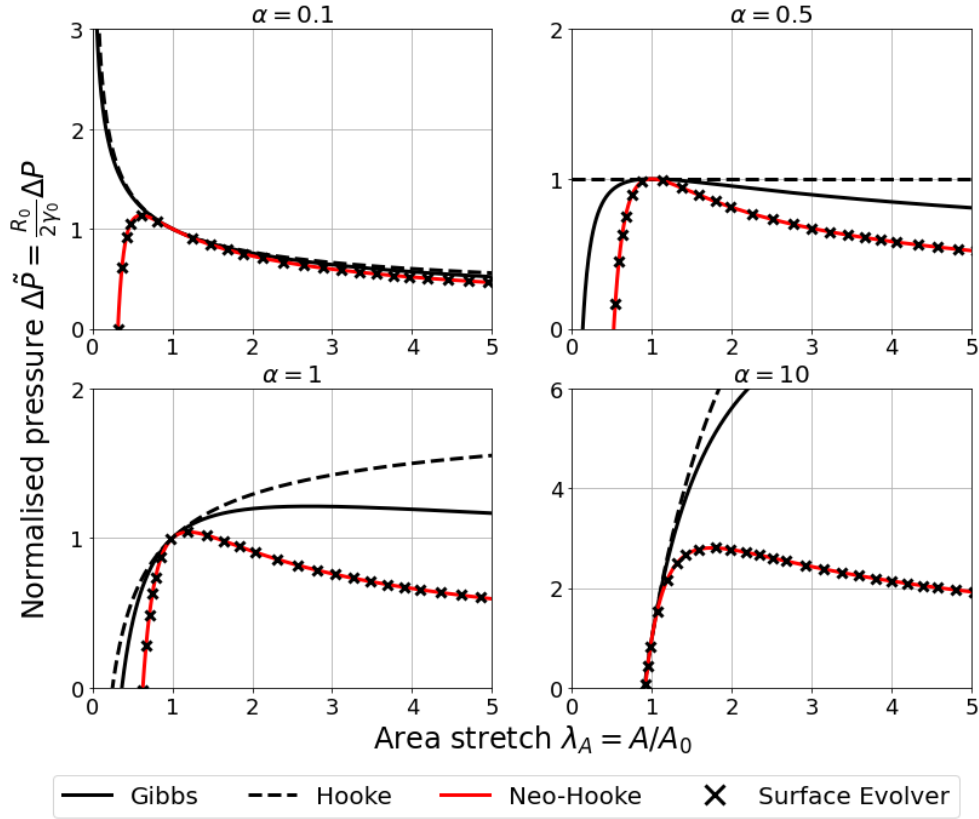 α = 0.1
α = 0.5
3
2
1
0
0 1 2 3 4 5
2
1
0
0 1 2 3 4 5
α = 1
α = 10
2
1
0
0 1 2 3 4 5
6
4
2
0
0 1 2 3 4 5
Normalised pressure ΔP̃ = R₀/2γ₀ ΔP
Area stretch λ_A = A/A₀
Gibbs Hooke Neo-Hooke Surface Evolver